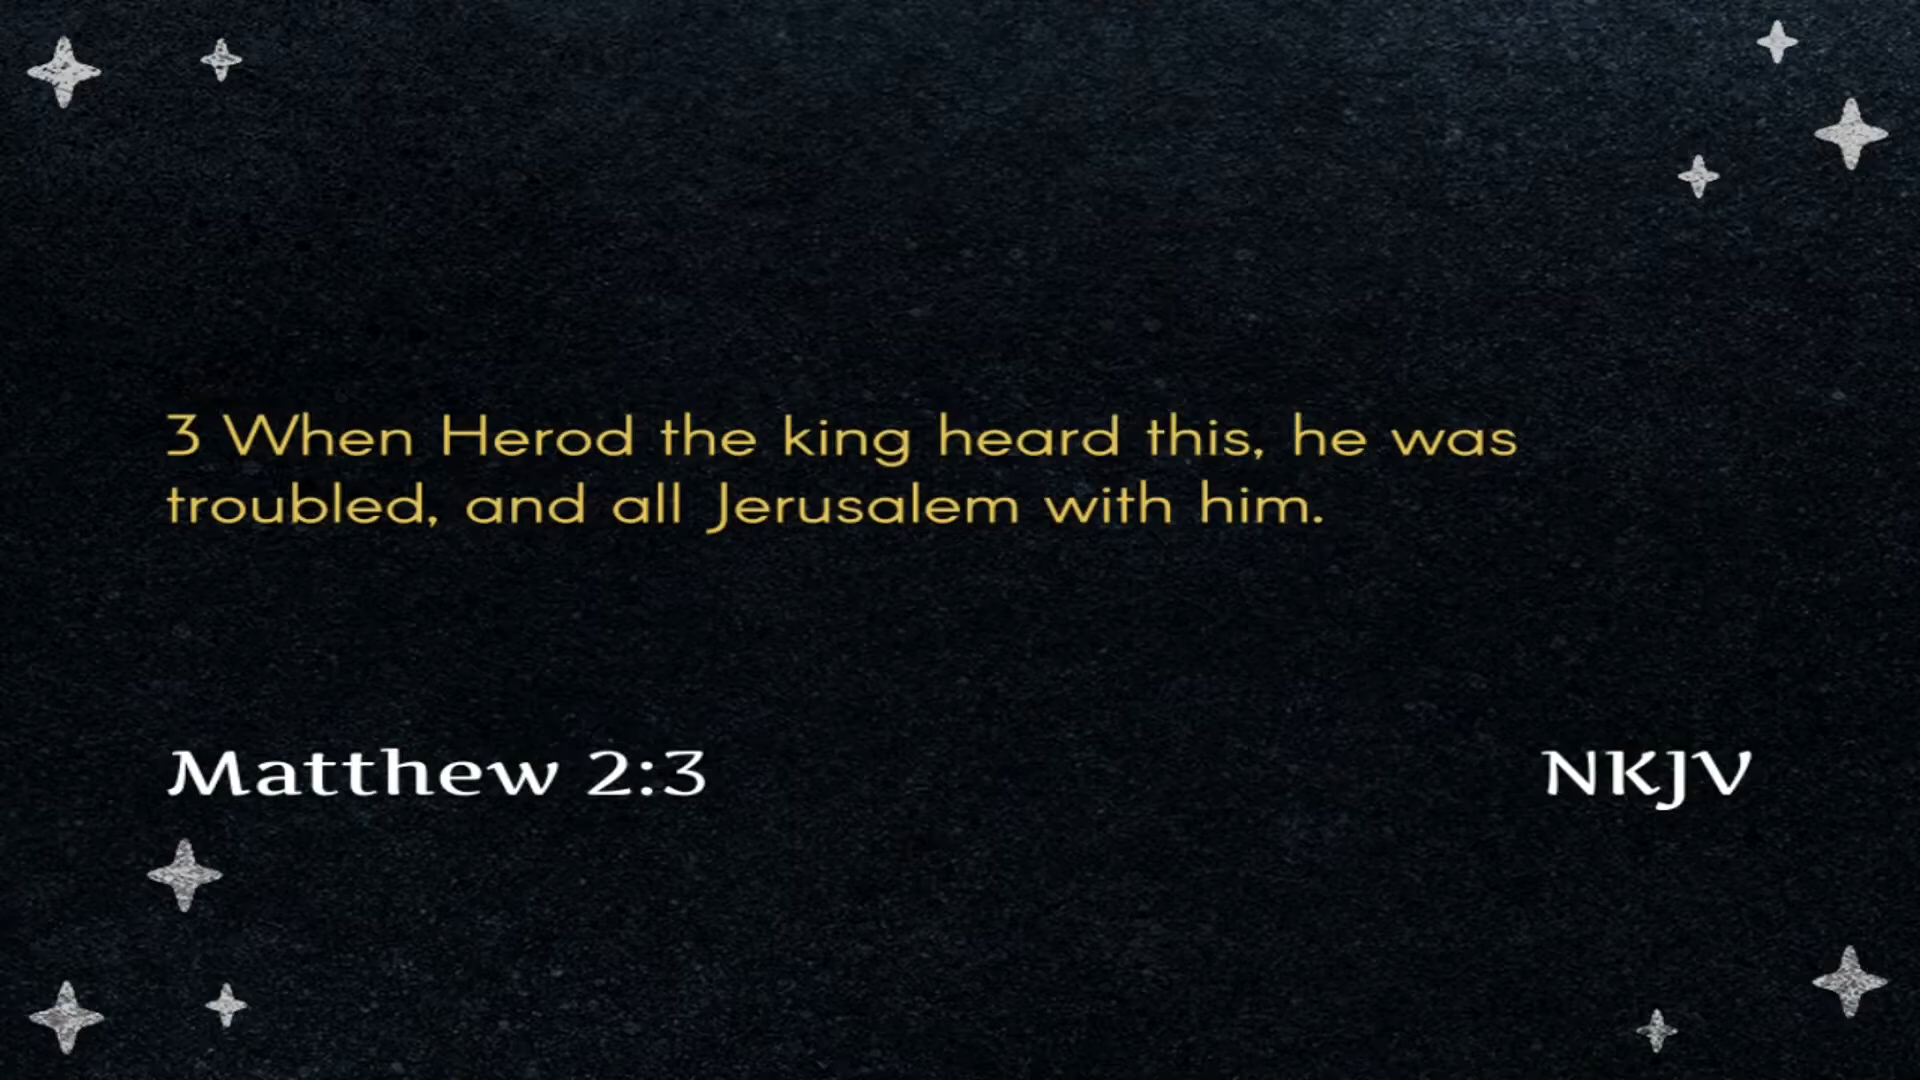 3 When Herod the king heard this, he was
troubled, and all Jerusalem with him.
Matthew 2:3
NKJV